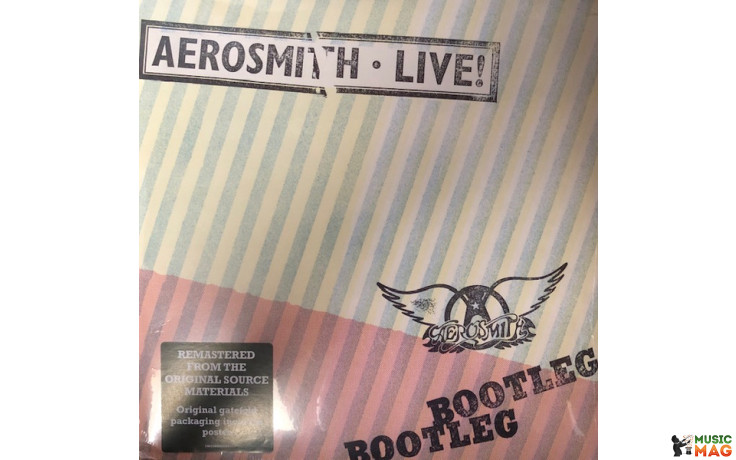 AEROSMITH • LIVE!
AEROSMITH
BOOTLEG
BOOTLEG
REMASTERED
FROM THE
ORIGINAL SOURCE
MATERIALS
Original
packaging
MUSIC
MAG